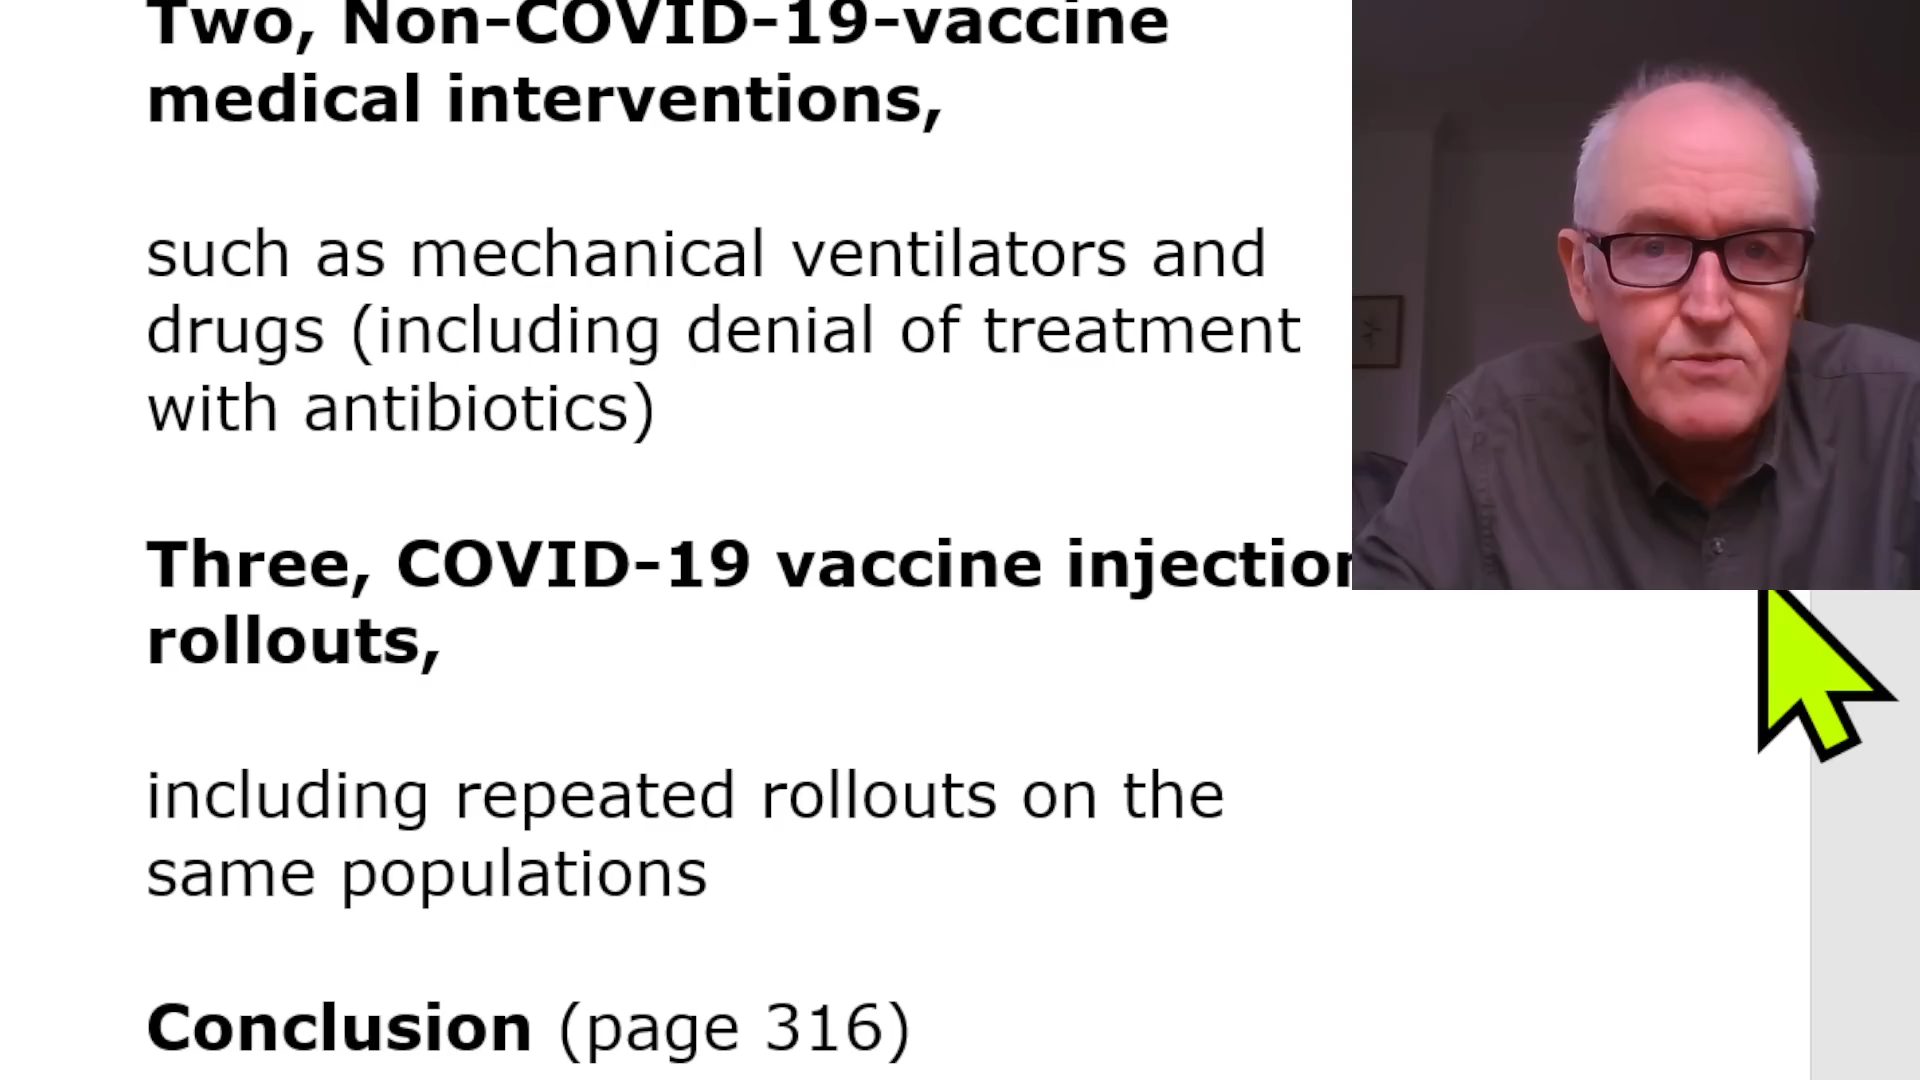 Two, Non-COVID-19-vaccine
medical interventions,
such as mechanical ventilators and
drugs (including denial of treatment
with antibiotics)
Three, COVID-19 vaccine injection
rollouts,
including repeated rollouts on the
same populations
Conclusion (page 316)